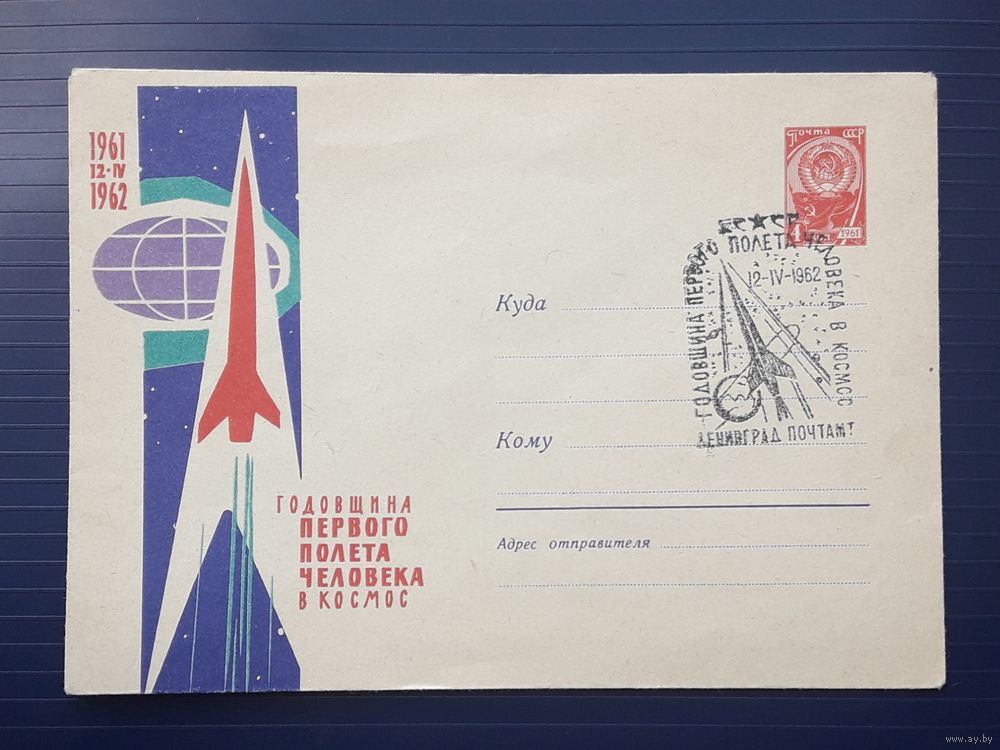 1961
12-IV
1962
ГОДОВЩИНА
ПЕРВОГО
ПОЛЕТА
ЧЕЛОВЕКА
В КОСМОС
Почта СССР
4
1961
СССР
ГОДОВЩИНА ПЕРВОГО ПОЛЕТА ЧЕЛОВЕКА В КОСМОС
12-IV-1962
ЛЕНИНГРАД ПОЧТАМТ
Куда
Кому
Адрес отправителя
www.ay.by